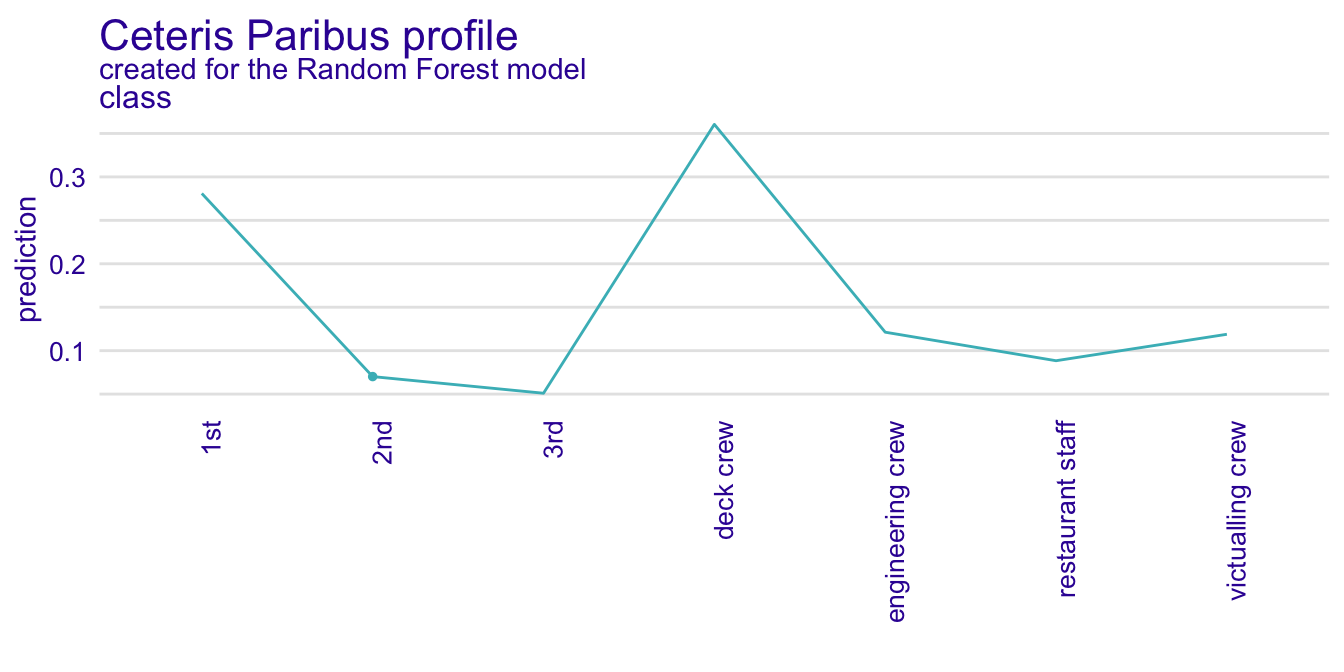 Ceteris Paribus profile
created for the Random Forest model
class
prediction
0.3
0.2
0.1
1st
2nd
3rd
deck crew
engineering crew
restaurant staff
victualling crew